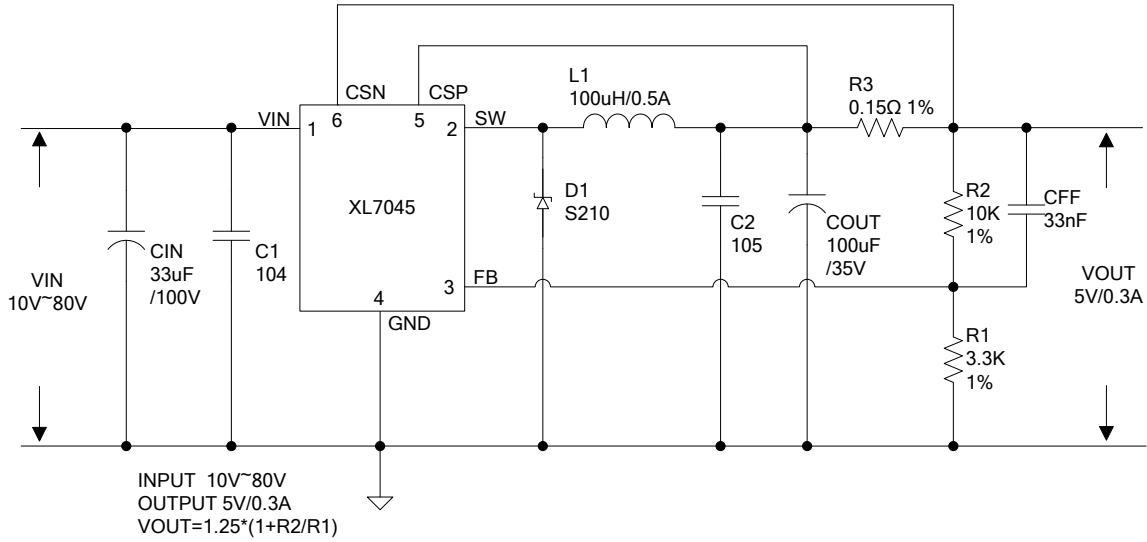 CSN
CSP
L1
100uH/0.5A
R3
0.15Ω 1%
VIN
1
6
5
2
SW
XL7045
D1
S210
R2
10K
1%
CFF
33nF
CIN
33uF
/100V
C1
104
C2
105
COUT
100uF
/35V
VIN
10V~80V
3
FB
VOUT
5V/0.3A
4
GND
R1
3.3K
1%
INPUT 10V~80V
OUTPUT 5V/0.3A
VOUT=1.25*(1+R2/R1)